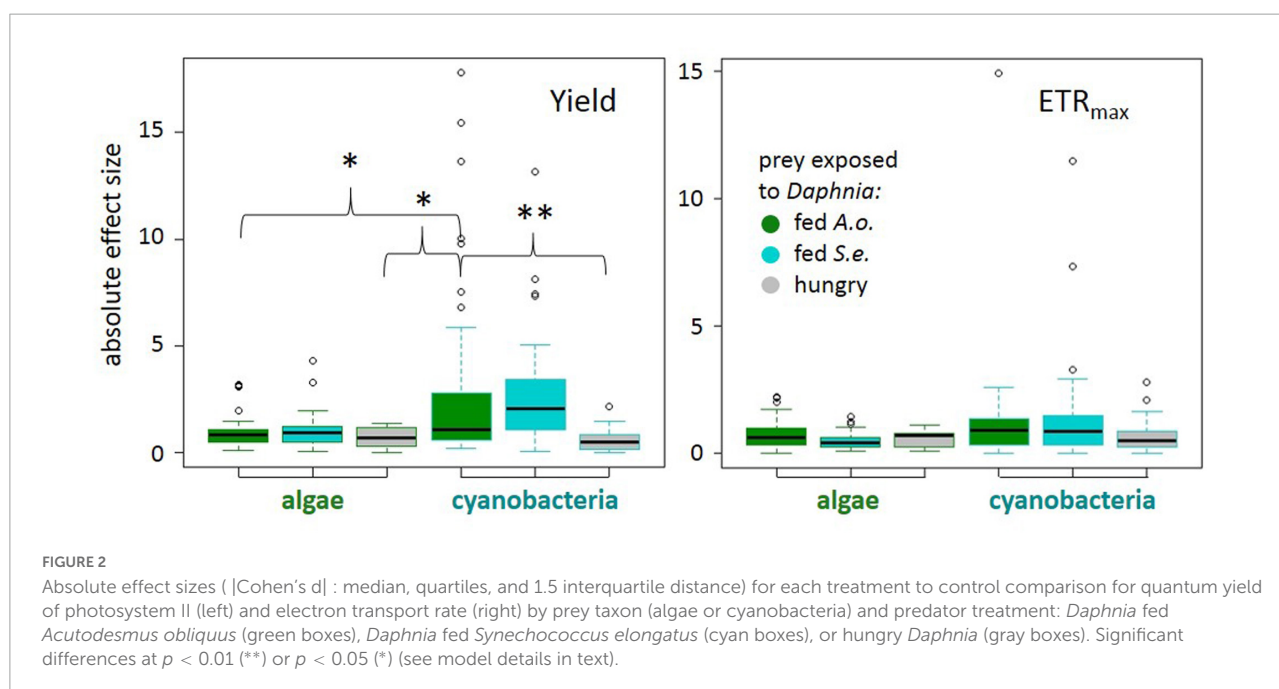 Yield
absolute effect size
15
10
5
0
*
*
**
algae
cyanobacteria
ETRmax
15
10
5
0
prey exposed
to Daphnia:
fed A.o.
fed S.e.
hungry
algae
cyanobacteria
FIGURE 2
Absolute effect sizes ( |Cohen's d| : median, quartiles, and 1.5 interquartile distance) for each treatment to control comparison for quantum yield
of photosystem II (left) and electron transport rate (right) by prey taxon (algae or cyanobacteria) and predator treatment: Daphnia fed
Acutodesmus obliquus (green boxes), Daphnia fed Synechococcus elongatus (cyan boxes), or hungry Daphnia (gray boxes). Significant
differences at p < 0.01 (**) or p < 0.05 (*) (see model details in text).